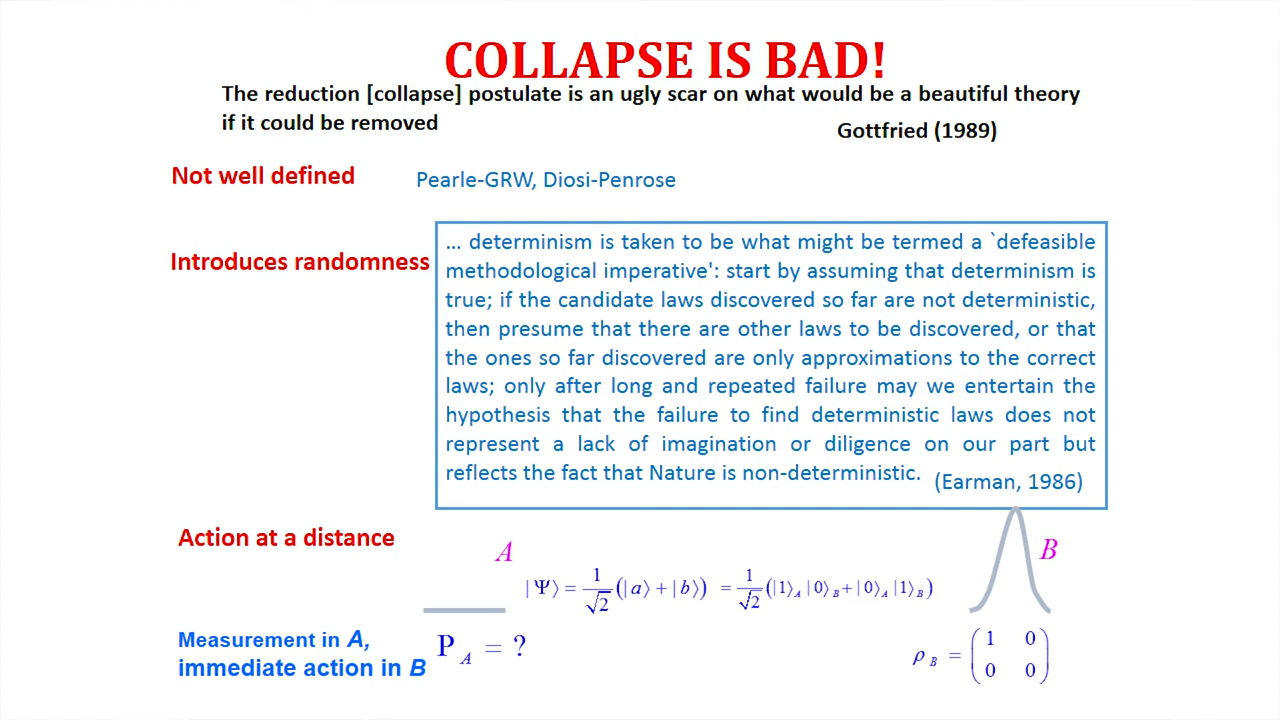 COLLAPSE IS BAD!
The reduction [collapse] postulate is an ugly scar on what would be a beautiful theory
if it could be removed
Gottfried (1989)
Not well defined
Pearle-GRW, Diosi-Penrose
Introduces randomness
... determinism is taken to be what might be termed a `defeasible
methodological imperative': start by assuming that determinism is
true; if the candidate laws discovered so far are not deterministic,
then presume that there are other laws to be discovered, or that
the ones so far discovered are only approximations to the correct
laws; only after long and repeated failure may we entertain the
hypothesis that the failure to find deterministic laws does not
represent a lack of imagination or diligence on our part but
reflects the fact that Nature is non-deterministic.
(Earman, 1986)
Action at a distance
A
B
|Ψ⟩ = 1/√2 (|a⟩ + |b⟩) = 1/√2 (|1⟩_A |0⟩_B + |0⟩_A |1⟩_B)
Measurement in A,
immediate action in B
P_A = ?
ρ_B = (1 0
0 0)